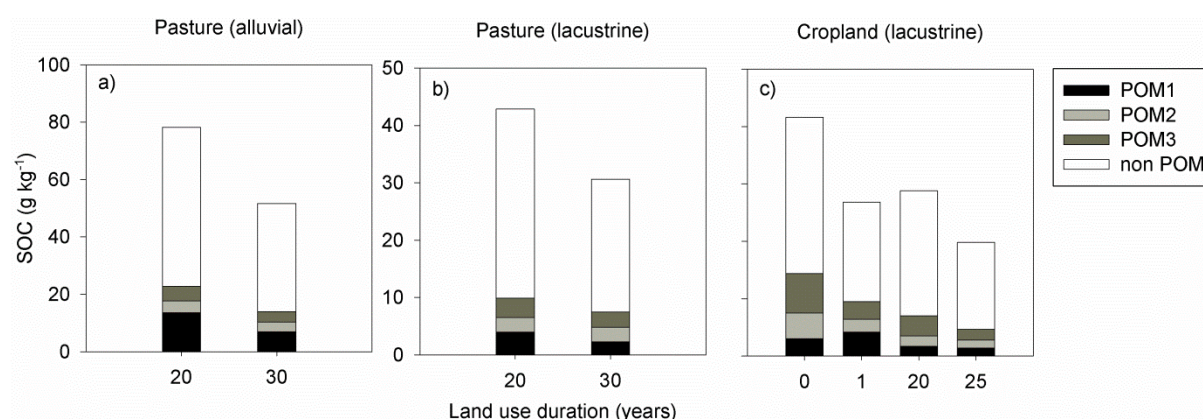 Pasture (alluvial)
Pasture (lacustrine)
Cropland (lacustrine)
a)
b)
c)
SOC (g kg⁻¹)
100
80
60
40
20
0
50
40
30
20
10
0
20
30
20
30
0
1
20
25
Land use duration (years)
POM1
POM2
POM3
non POM